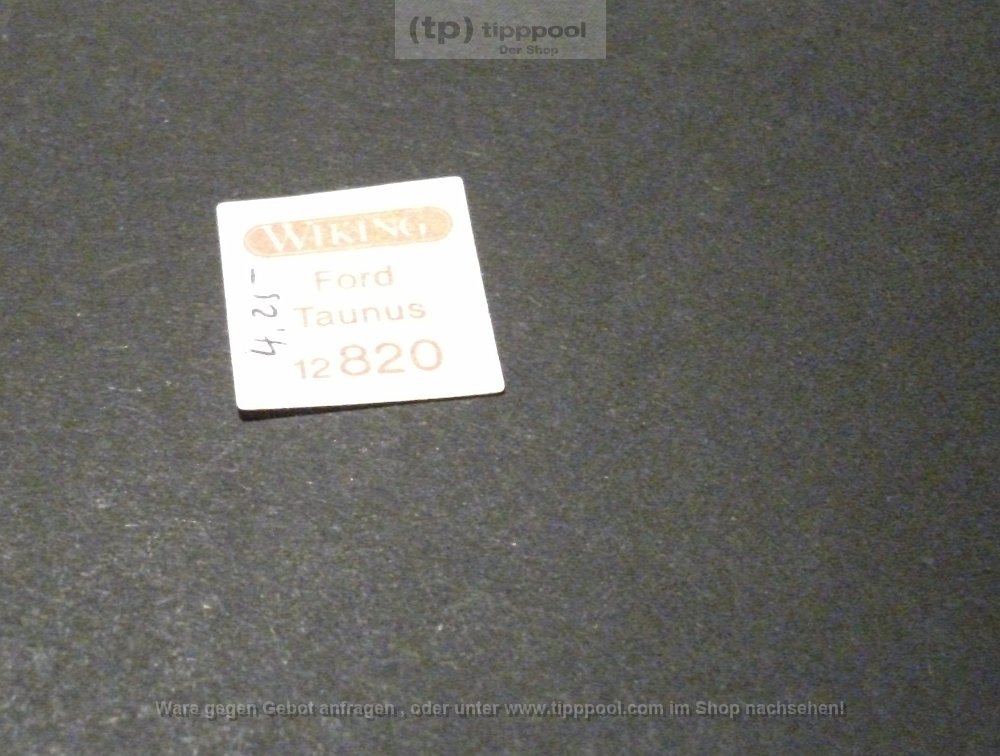 (tp) tipppool
Der Shop
WIKING
Ford
Taunus
12 820
4,25-
Ware gegen Gebot anfragen , oder unter www.tipppool.com im Shop nachsehen!